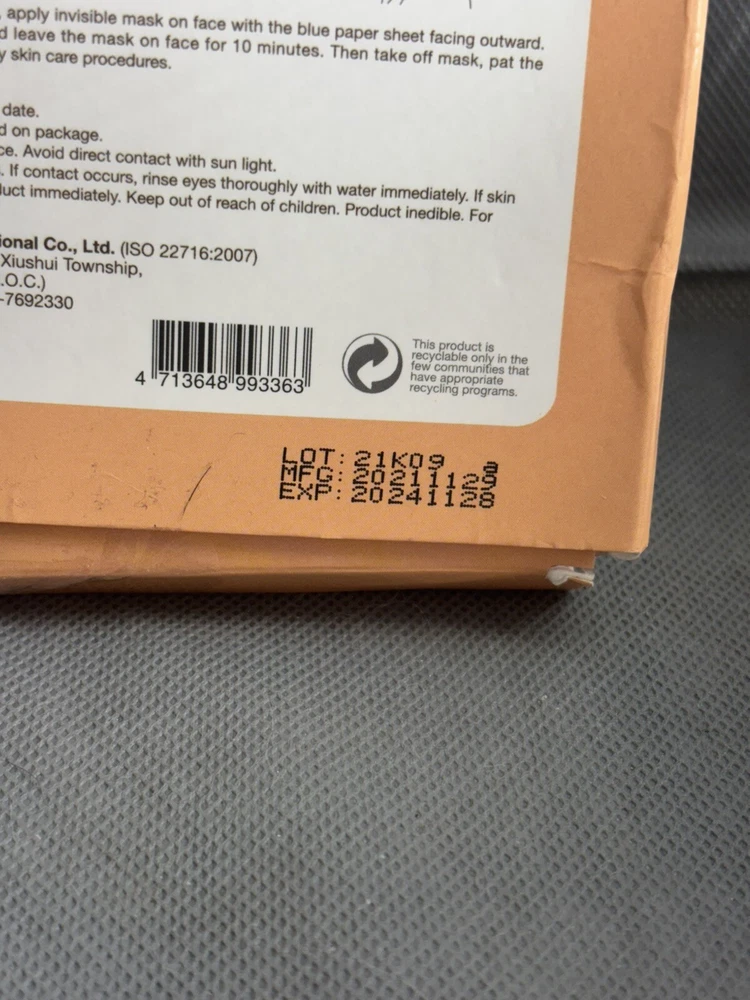 apply invisible mask on face with the blue paper sheet facing outward.
leave the mask on face for 10 minutes. Then take off mask, pat the
skin care procedures.
date.
on package.
Avoid direct contact with sun light.
If contact occurs, rinse eyes thoroughly with water immediately. If skin
immediately. Keep out of reach of children. Product inedible. For
Co., Ltd. (ISO 22716:2007)
Xiushui Township,
.O.C.)
-7692330
4 713648 993363
This product is
recyclable only in the
few communities that
have appropriate
recycling programs.
LOT: 21K09 a
MFG: 20211129
EXP: 20241128